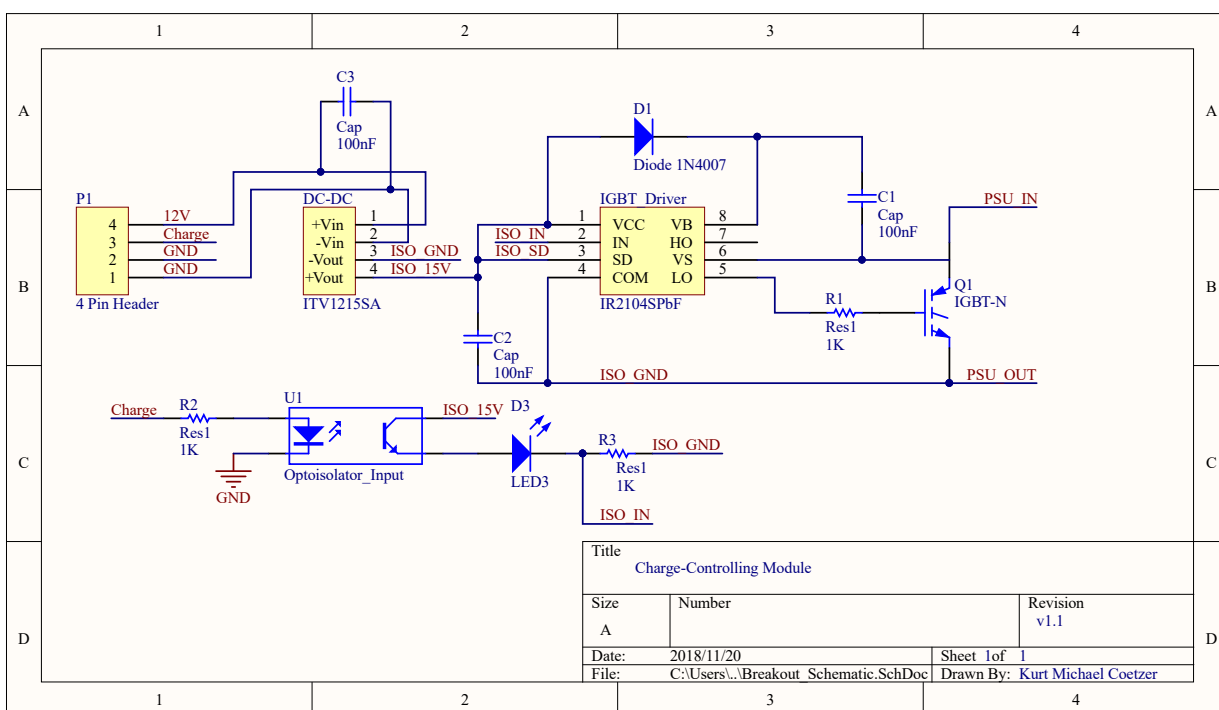 1 2 3 4
A A
C3
Cap
100nF
D1
Diode 1N4007
P1
4 12V
3 Charge
2 GND
1 GND
4 Pin Header
DC-DC
+Vin 1
-Vin 2
-Vout 3 ISO_GND
+Vout 4 ISO_15V
ITV1215SA
IGBT_Driver
1 VCC VB 8
ISO_IN 2 IN HO 7
ISO_SD 3 SD VS 6
4 COM LO 5
IR2104SPbF
C1
Cap
100nF
PSU_IN
B B
Q1
IGBT-N
R1
Res1
1K
C2
Cap
100nF
ISO_GND
PSU_OUT
Charge
R2
Res1
1K
GND
U1
Optoisolator_Input
ISO_15V
D3
LED3
R3
Res1
1K
ISO_GND
ISO_IN
C C
Title
Charge-Controlling Module
Size Number Revision
A v1.1
D D
Date: 2018/11/20 Sheet 1of 1
File: C:\Users\..\Breakout_Schematic.SchDoc Drawn By: Kurt Michael Coetzer
1 2 3 4